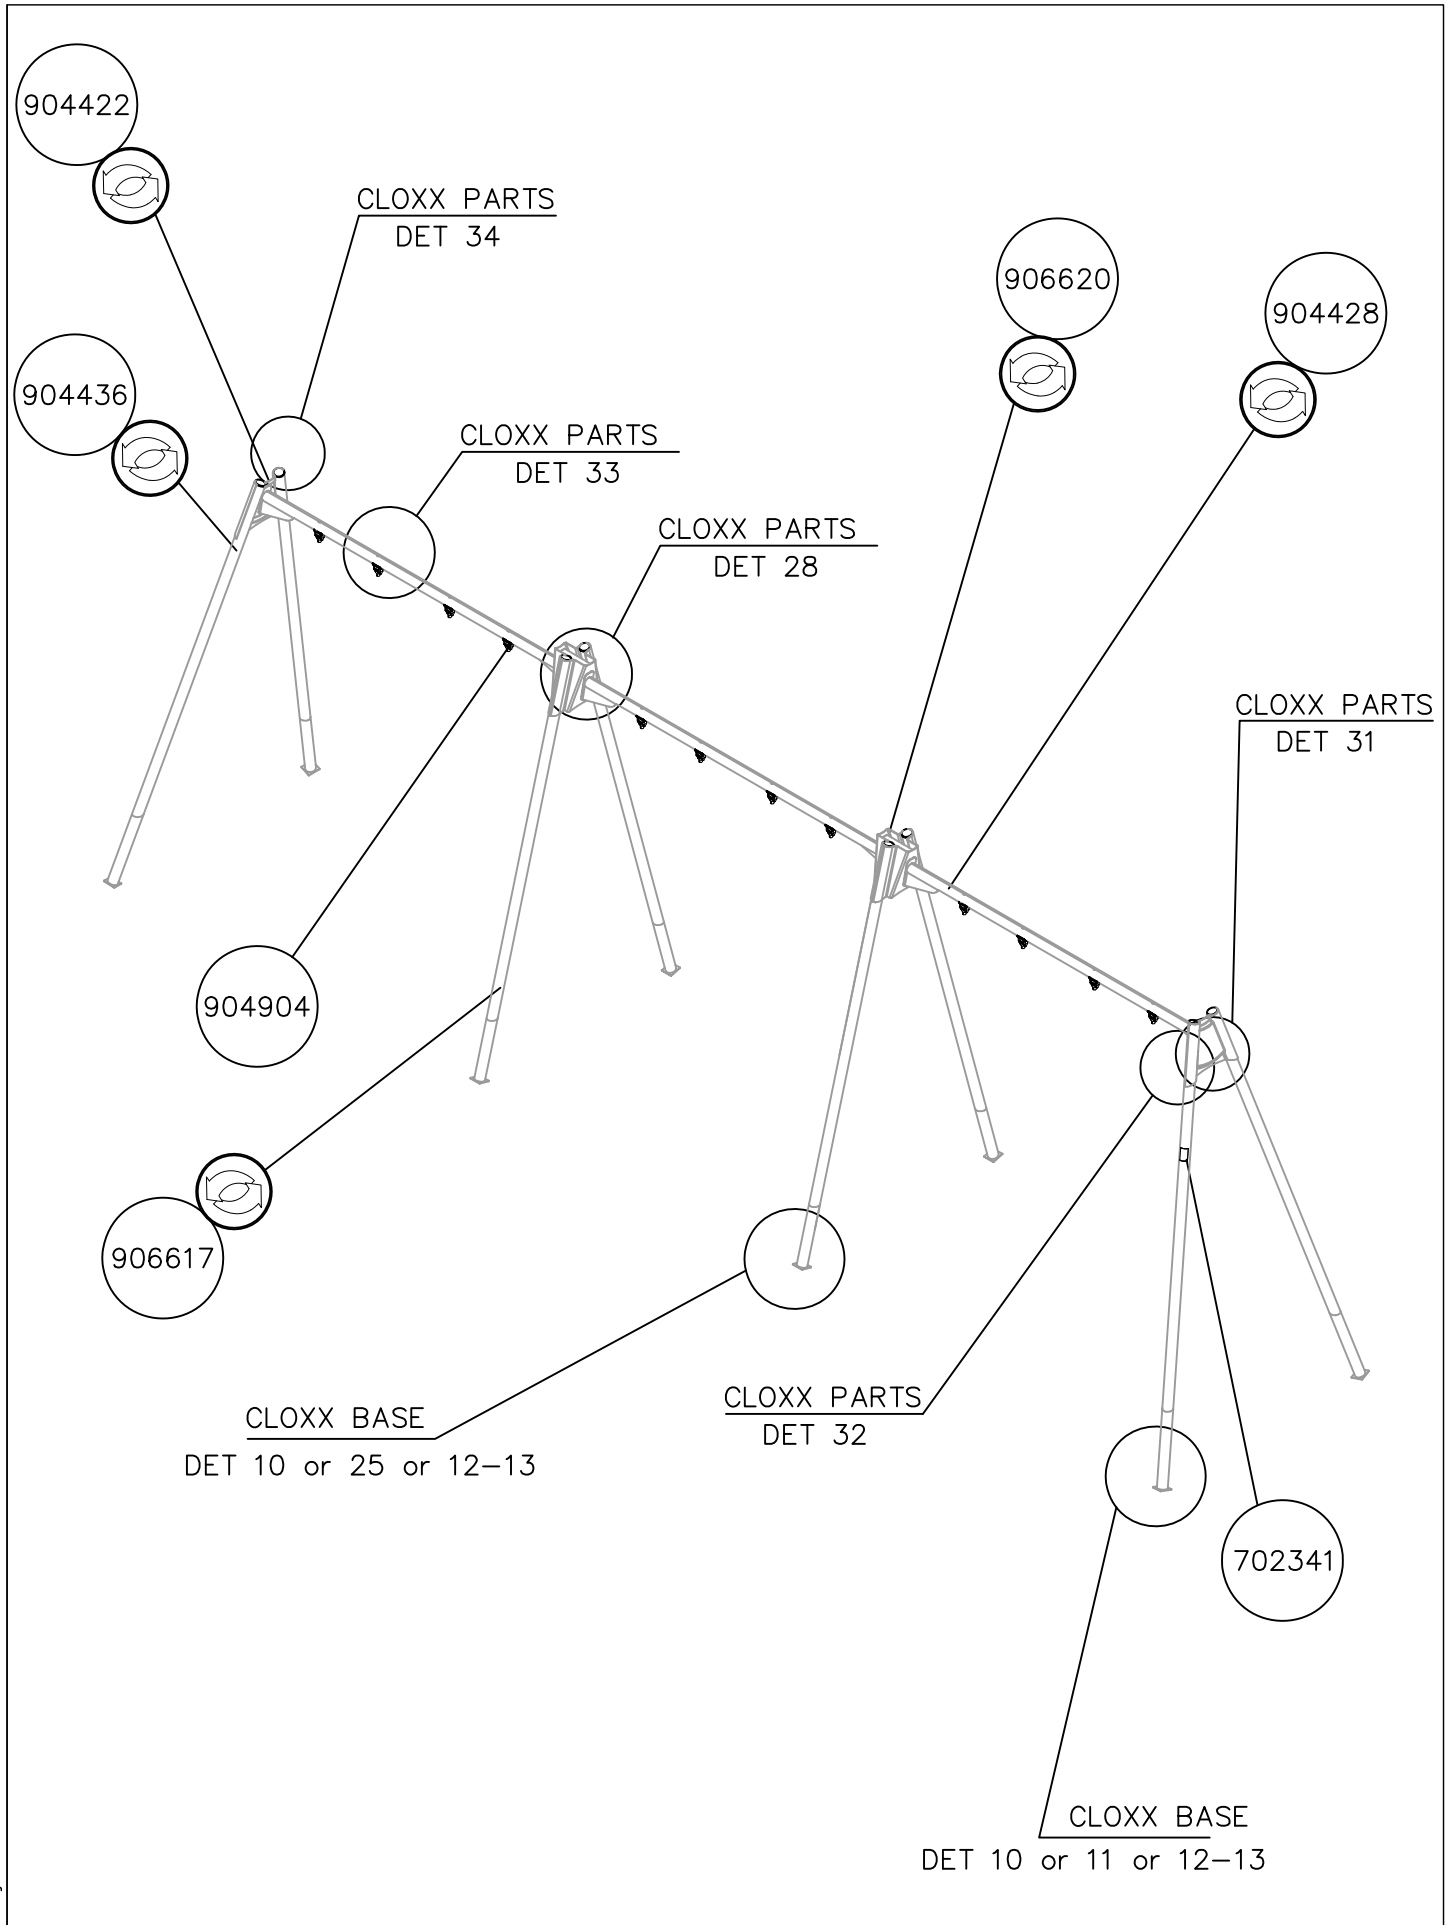 904422
CLOXX PARTS
DET 34
906620
904428
904436
CLOXX PARTS
DET 33
CLOXX PARTS
DET 28
CLOXX PARTS
DET 31
904904
906617
CLOXX BASE
DET 10 or 25 or 12-13
CLOXX PARTS
DET 32
702341
CLOXX BASE
DET 10 or 11 or 12-13